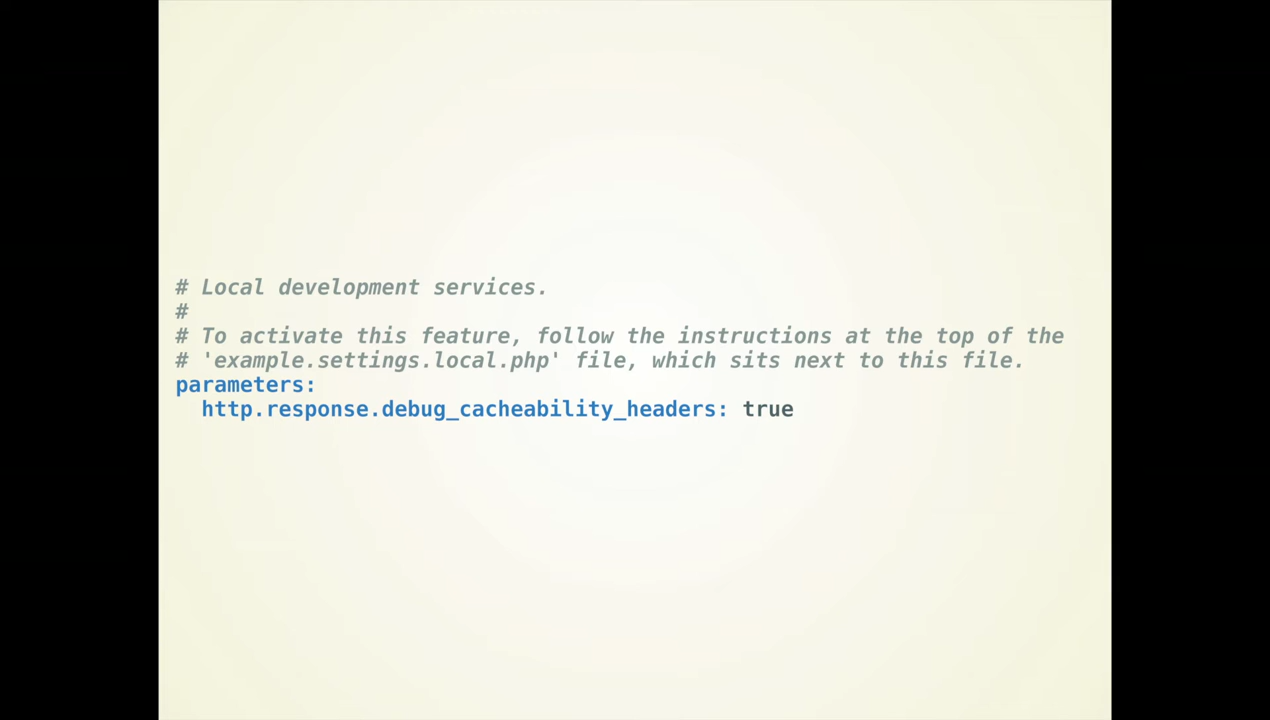 # Local development services.
#
# To activate this feature, follow the instructions at the top of the
# 'example.settings.local.php' file, which sits next to this file.
parameters:
  http.response.debug_cacheability_headers: true